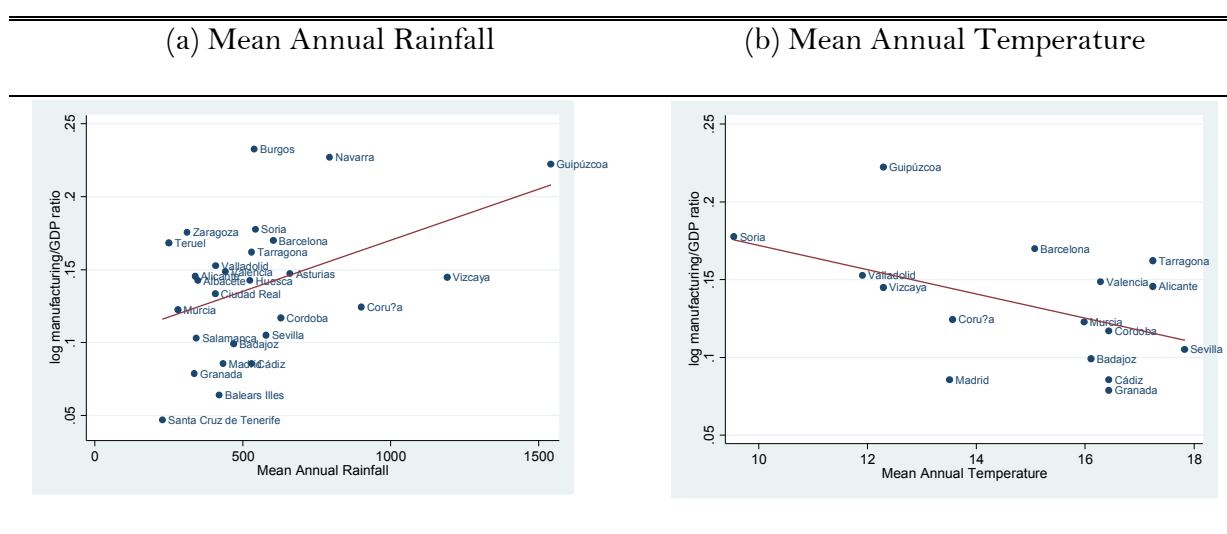 (a) Mean Annual Rainfall
(b) Mean Annual Temperature
log manufacturing/GDP ratio
.25
.2
.15
.1
.05
Burgos
Navarra
Guipúzcoa
Zaragoza
Soria
Teruel
Barcelona
Tarragona
Valladolid
Valencia
Alicante
Asturias
Vizcaya
Albacete
Huesca
Ciudad Real
Murcia
Coru?a
Cordoba
Salamanca
Sevilla
Badajoz
Madrid
Cádiz
Granada
Balears Illes
Santa Cruz de Tenerife
0
500
1000
1500
Mean Annual Rainfall
log manufacturing/GDP ratio
.25
.2
.15
.1
.05
Guipúzcoa
Soria
Barcelona
Tarragona
Valladolid
Valencia
Alicante
Vizcaya
Coru?a
Murcia
Cordoba
Sevilla
Badajoz
Madrid
Cádiz
Granada
10
12
14
16
18
Mean Annual Temperature